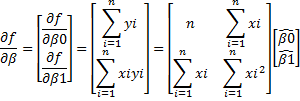 ∂f/∂β = [∂f/∂β0; ∂f/∂β1] = [∑_{i=1}^{n} yi; ∑_{i=1}^{n} xiyi] = [n, ∑_{i=1}^{n} xi; ∑_{i=1}^{n} xi, ∑_{i=1}^{n} xi²] [β̂0; β̂1]